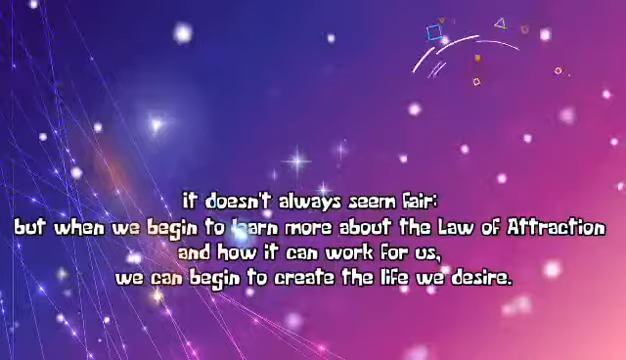 it doesn't always seem fair:
but when we begin to learn more about the Law of Attraction
and how it can work for us,
we can begin to create the life we desire.